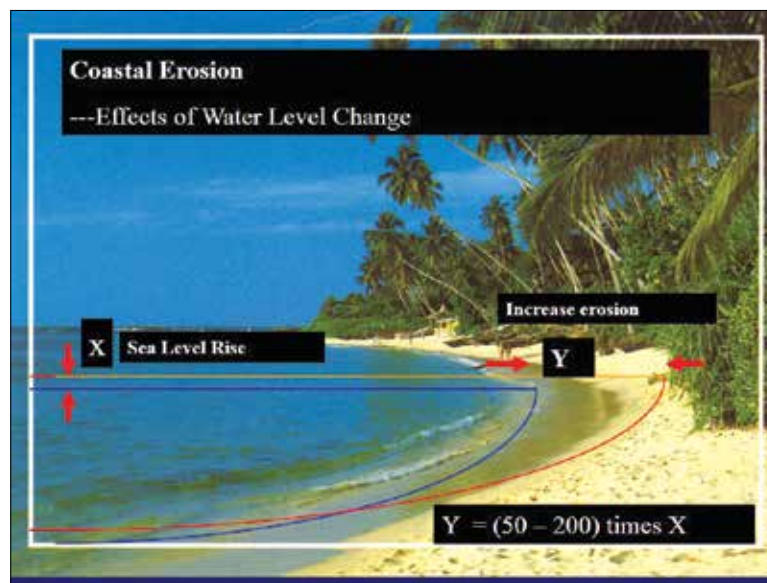 Coastal Erosion
---Effects of Water Level Change
Increase erosion
X
Sea Level Rise
Y
Y = (50 – 200) times X